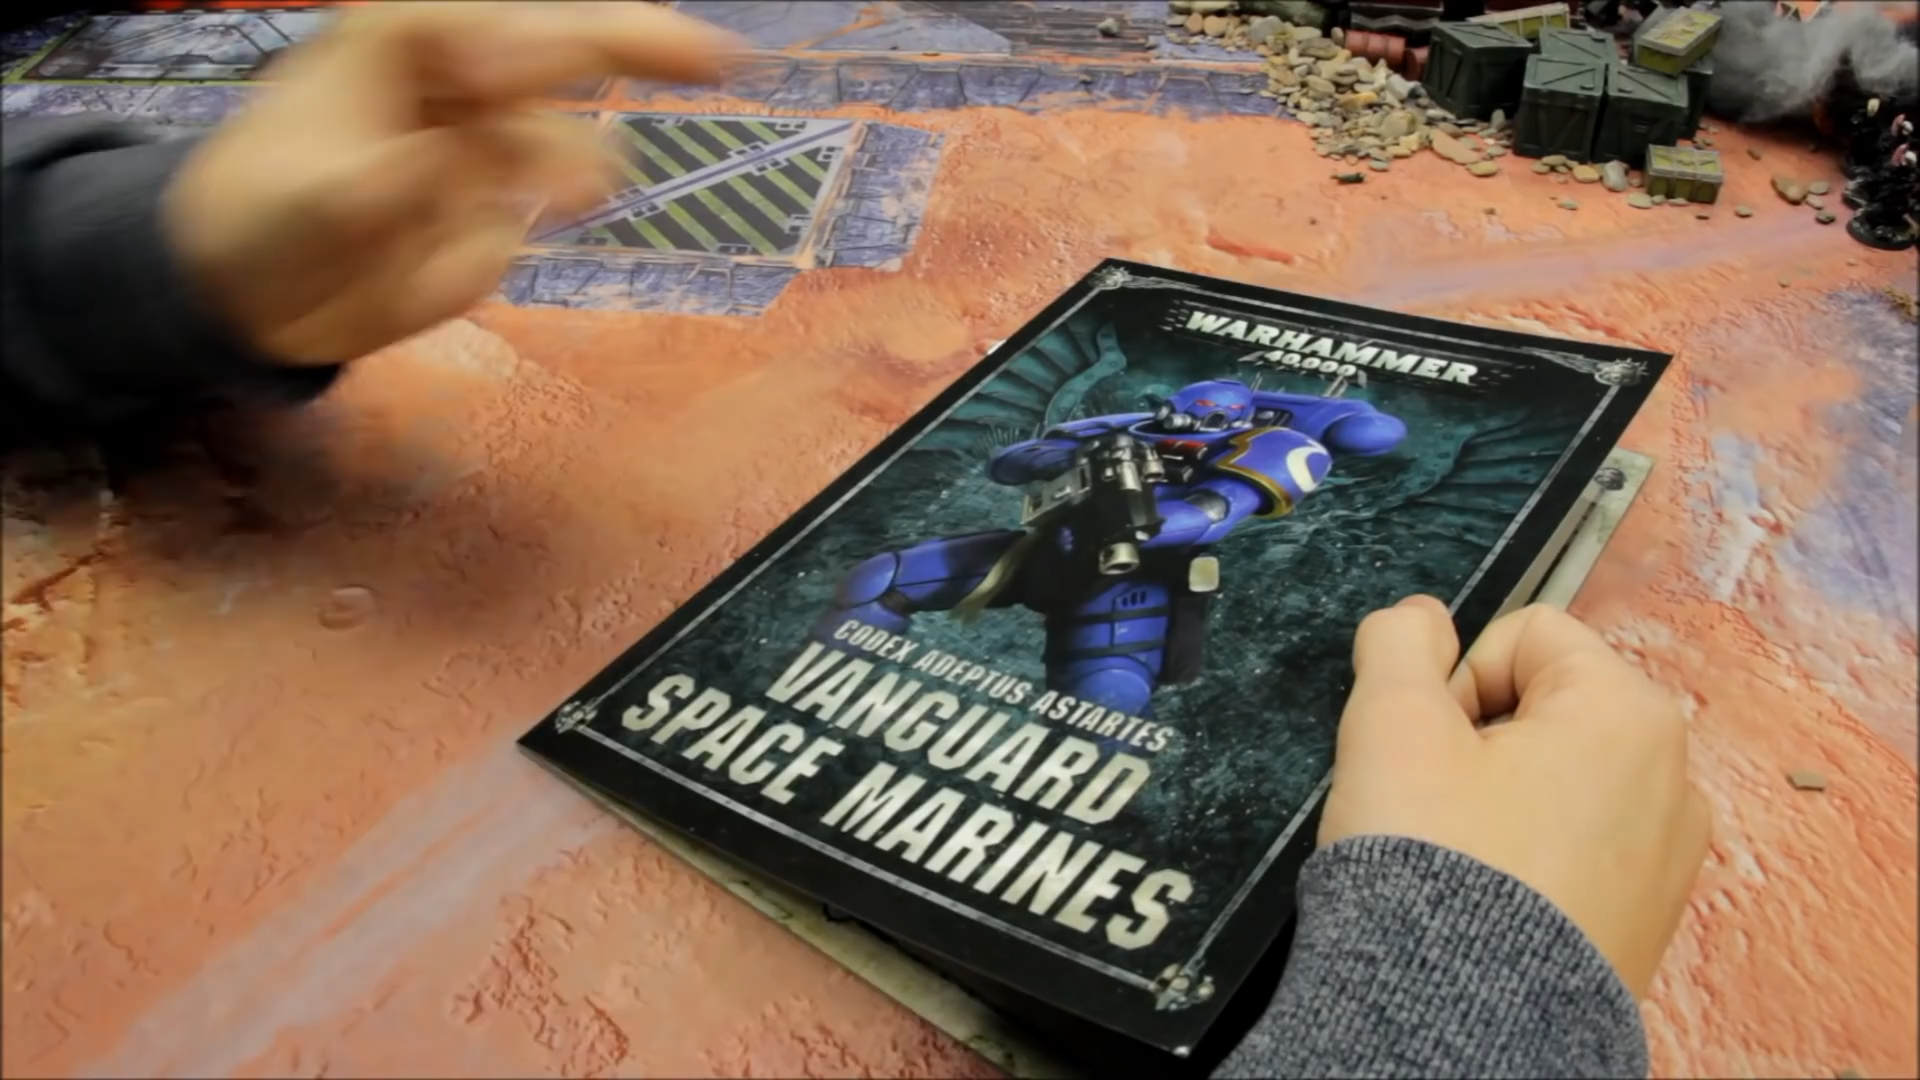 WARHAMMER
40,000
CODEX ADEPTUS ASTARTES
VANGUARD
SPACE MARINES